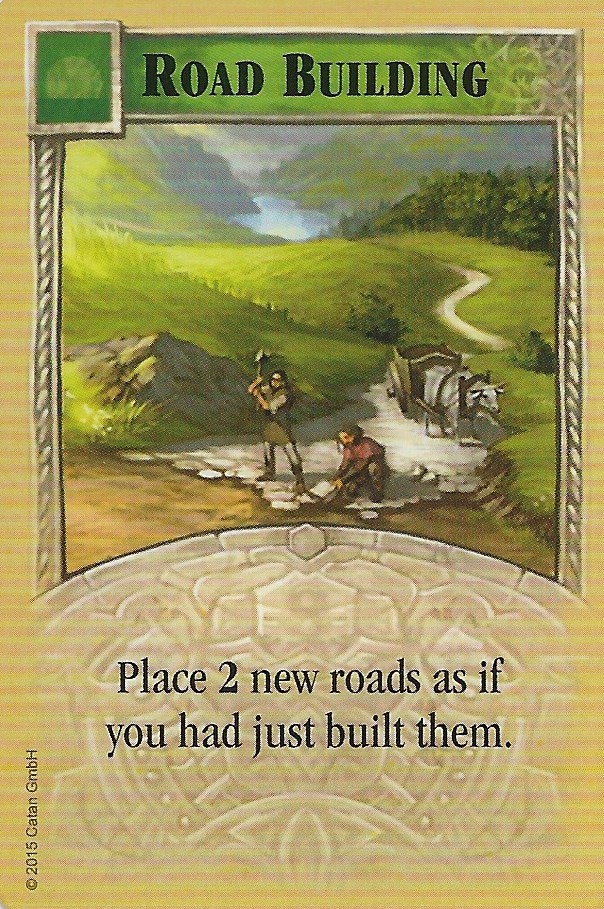 ROAD BUILDING
Place 2 new roads as if
you had just built them.
© 2015 Catan GmbH